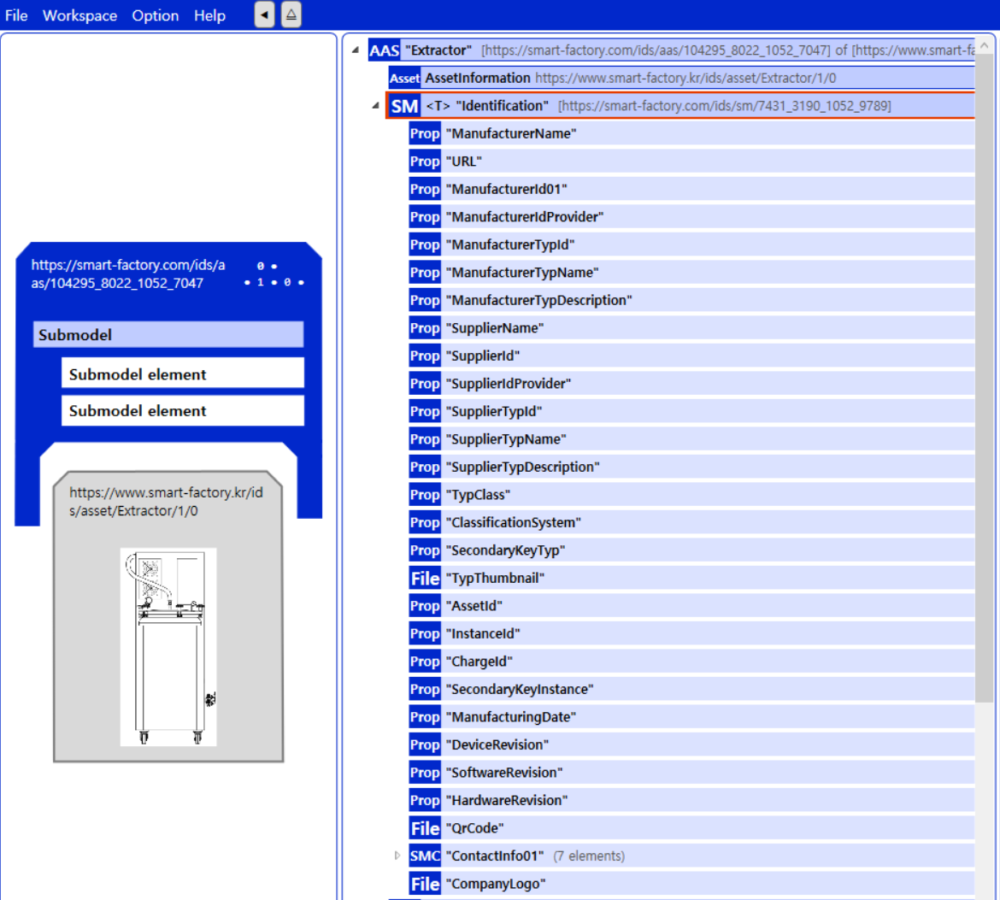 File Workspace Option Help
https://smart-factory.com/ids/a
as/104295_8022_1052_7047
0
1 0
Submodel
Submodel element
Submodel element
https://www.smart-factory.kr/id
s/asset/Extractor/1/0
AAS "Extractor" [https://smart-factory.com/ids/aas/104295_8022_1052_7047] of [https://www.smart-fa
Asset AssetInformation https://www.smart-factory.kr/ids/asset/Extractor/1/0
SM <T> "Identification" [https://smart-factory.com/ids/sm/7431_3190_1052_9789]
Prop "ManufacturerName"
Prop "URL"
Prop "ManufacturerId01"
Prop "ManufacturerIdProvider"
Prop "ManufacturerTypId"
Prop "ManufacturerTypName"
Prop "ManufacturerTypDescription"
Prop "SupplierName"
Prop "SupplierId"
Prop "SupplierIdProvider"
Prop "SupplierTypId"
Prop "SupplierTypName"
Prop "SupplierTypDescription"
Prop "TypClass"
Prop "ClassificationSystem"
Prop "SecondaryKeyTyp"
File "TypThumbnail"
Prop "AssetId"
Prop "InstanceId"
Prop "ChargeId"
Prop "SecondaryKeyInstance"
Prop "ManufacturingDate"
Prop "DeviceRevision"
Prop "SoftwareRevision"
Prop "HardwareRevision"
File "QrCode"
SMC "ContactInfo01" (7 elements)
File "CompanyLogo"